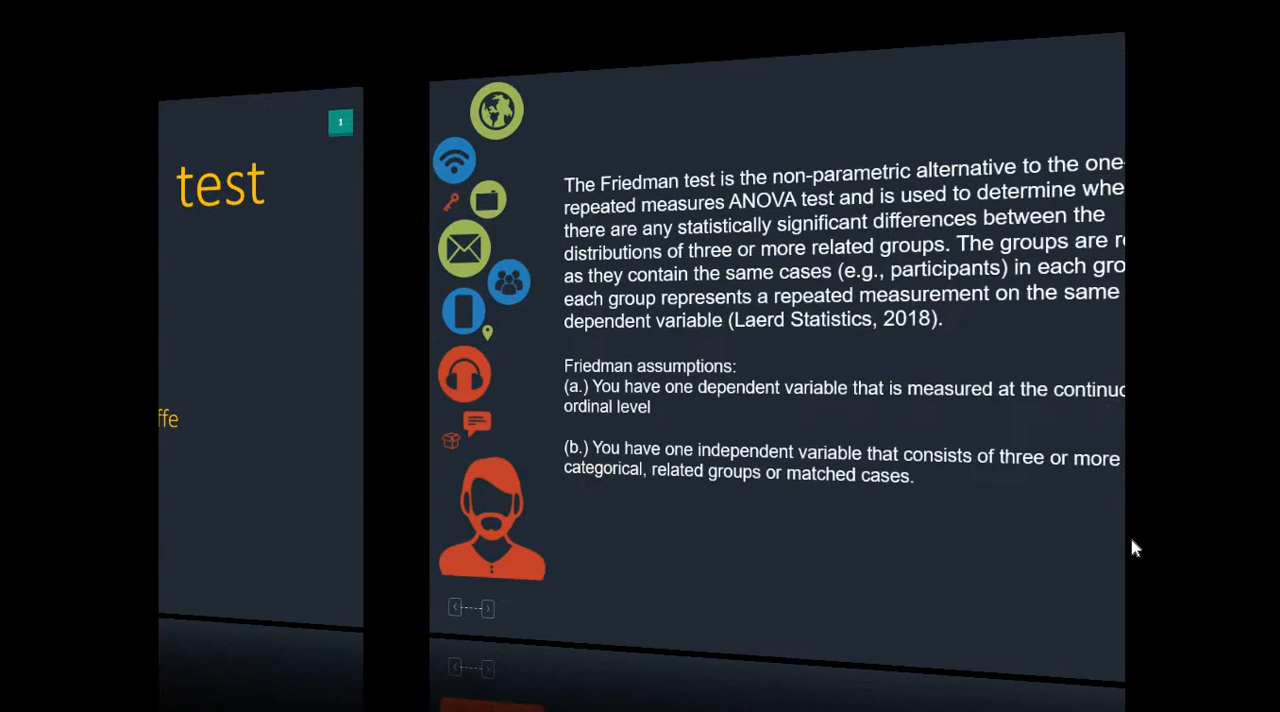 1
test
ffe
The Friedman test is the non-parametric alternative to the one-
repeated measures ANOVA test and is used to determine whe
there are any statistically significant differences between the
distributions of three or more related groups. The groups are r
as they contain the same cases (e.g., participants) in each gro
each group represents a repeated measurement on the same
dependent variable (Laerd Statistics, 2018).
Friedman assumptions:
(a.) You have one dependent variable that is measured at the continuo
ordinal level
(b.) You have one independent variable that consists of three or more
categorical, related groups or matched cases.